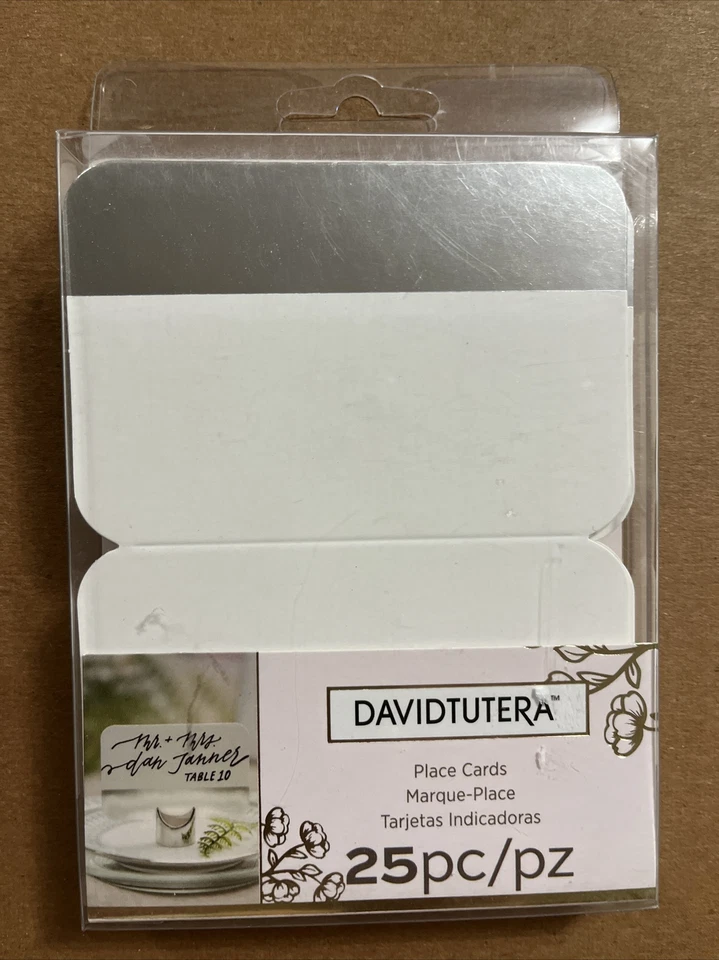 Mr. + Mrs.
dan Tanner
TABLE 10
DAVIDTUTERA™
Place Cards
Marque-Place
Tarjetas Indicadoras
25pc/pz